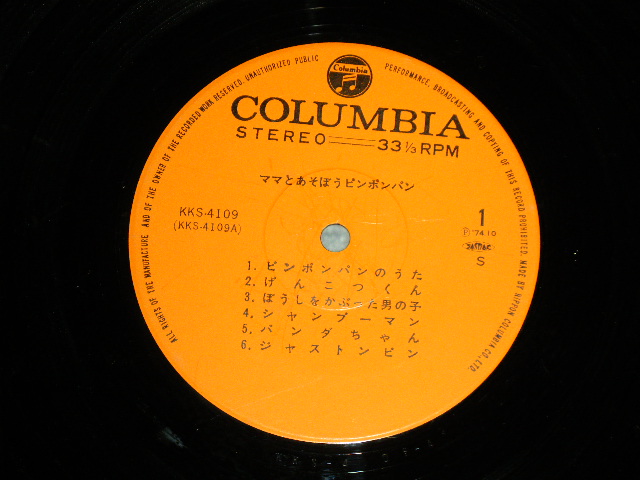 Columbia
COLUMBIA
STEREO 33 1/3 RPM
ママとあそぼうピンポンパン
KKS-4109
(KKS-4109A)
1
P. '74.10
S
1. ピンポンパンのうた
2. げんこつくん
3. ぼうしをかぶった男の子
4. シャンプーマン
5. パンダちゃん
6. ジャストンピン
ALL RIGHTS OF THE MANUFACTURE AND OF THE OWNER OF THE RECORDED WORK RESERVED. UNAUTHORIZED PUBLIC PERFORMANCE, BROADCASTING AND COPYING OF THIS RECORD PROHIBITED. MADE BY NIPPON COLUMBIA CO., LTD.